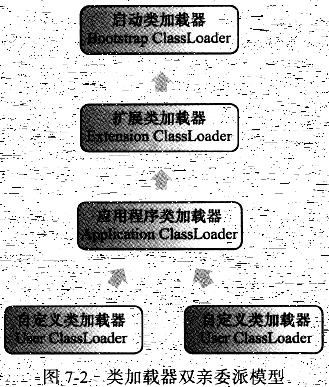 启动类加载器
Bootstrap ClassLoader
扩展类加载器
Extension ClassLoader
应用程序类加载器
Application ClassLoader
自定义类加载器
User ClassLoader
自定义类加载器
User ClassLoader
图 7-2 类加载器双亲委派模型